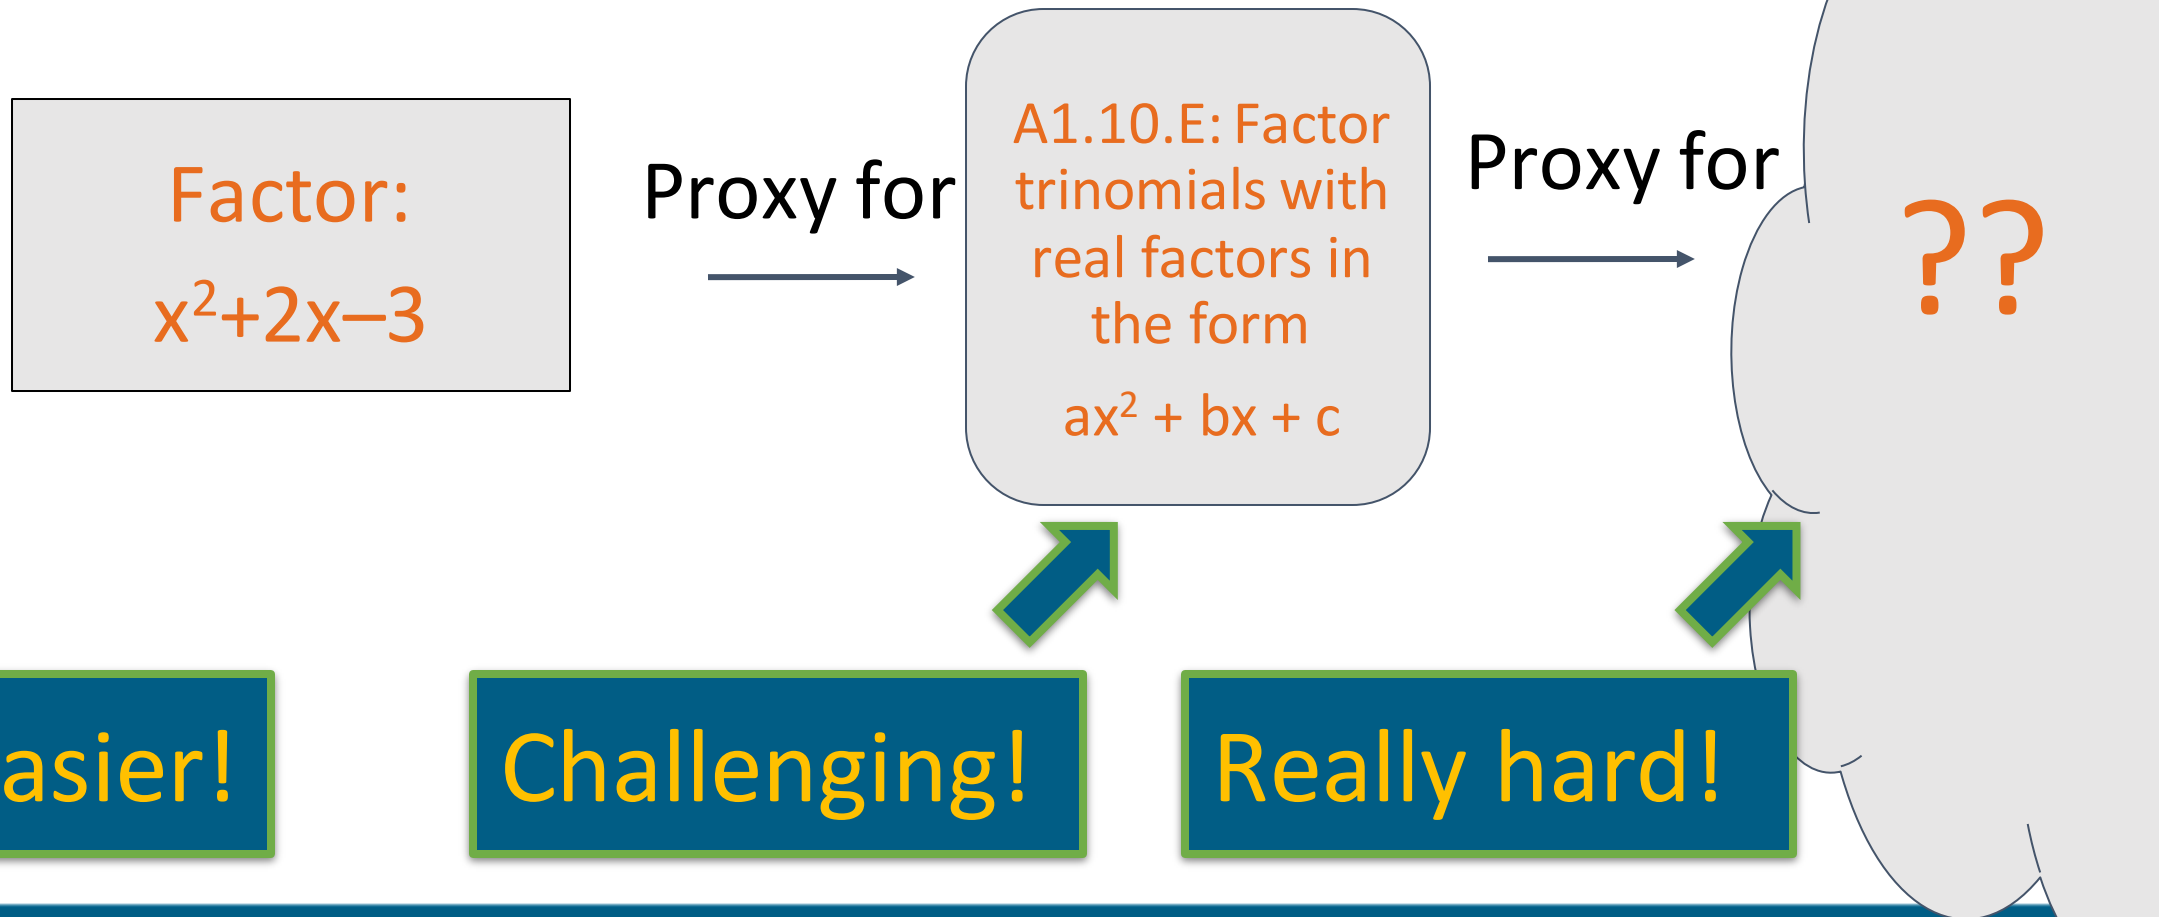 Factor:
x²+2x–3
Proxy for
A1.10.E: Factor
trinomials with
real factors in
the form
ax² + bx + c
Proxy for
??
asier!
Challenging!
Really hard!